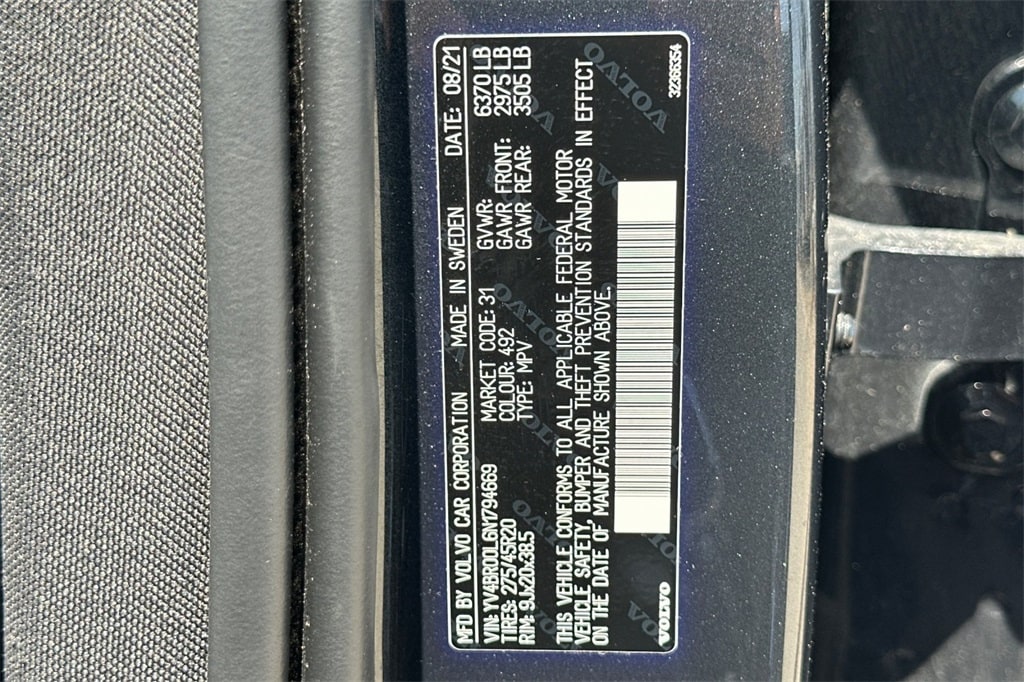 MFD BY VOLVO CAR CORPORATION MADE IN SWEDEN DATE: 08/21
VIN: YV4BR0DL6N1794669 MARKET CODE: 31 GVWR: 6370 LB
TIRES: 275/45R20 COLOUR: 492 GAWR FRONT: 2975 LB
RIM: 9Jx20x38.5 TYPE: MPV GAWR REAR: 3505 LB
THIS VEHICLE CONFORMS TO ALL APPLICABLE FEDERAL MOTOR
VEHICLE SAFETY, BUMPER AND THEFT PREVENTION STANDARDS IN EFFECT
ON THE DATE OF MANUFACTURE SHOWN ABOVE.
VOLVO 32366354